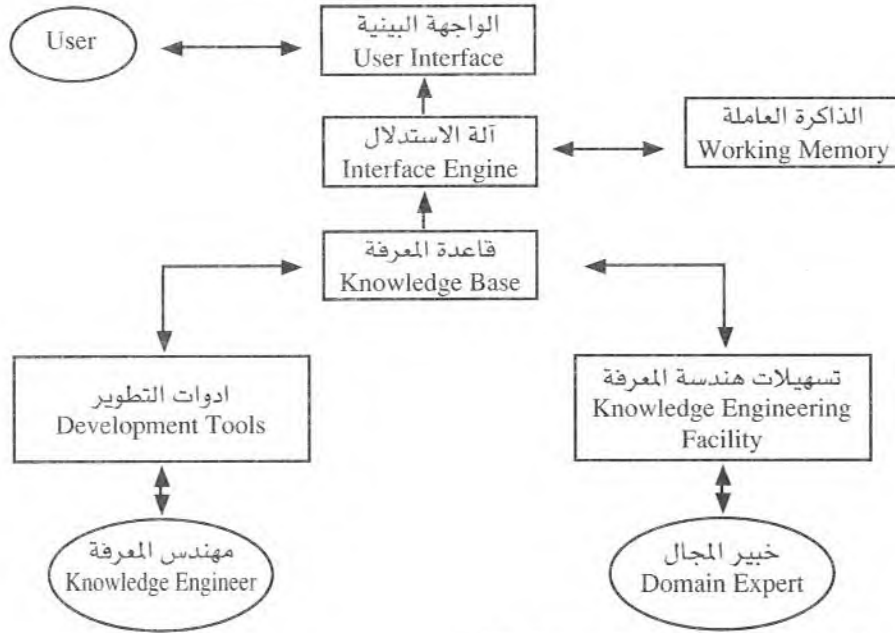 User
الواجهة البينية
User Interface
آلة الاستدلال
Interface Engine
الذاكرة العاملة
Working Memory
قاعدة المعرفة
Knowledge Base
ادوات التطوير
Development Tools
تسهيلات هندسة المعرفة
Knowledge Engineering
Facility
مهندس المعرفة
Knowledge Engineer
خبير المجال
Domain Expert